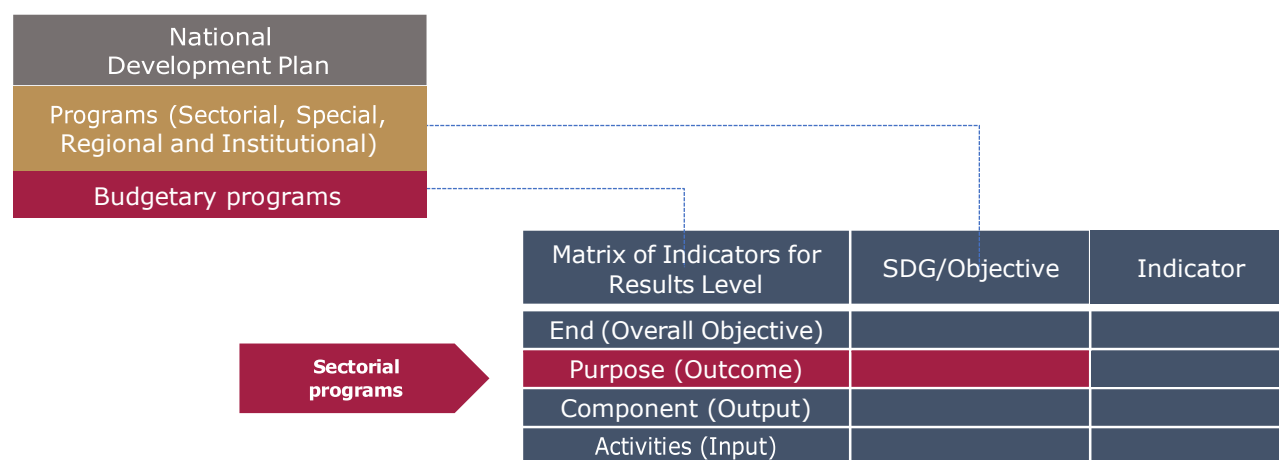 National
Development Plan
Programs (Sectorial, Special,
Regional and Institutional)
Budgetary programs
Matrix of Indicators for
Results Level
SDG/Objective
Indicator
End (Overall Objective)
Sectorial
programs
Purpose (Outcome)
Component (Output)
Activities (Input)